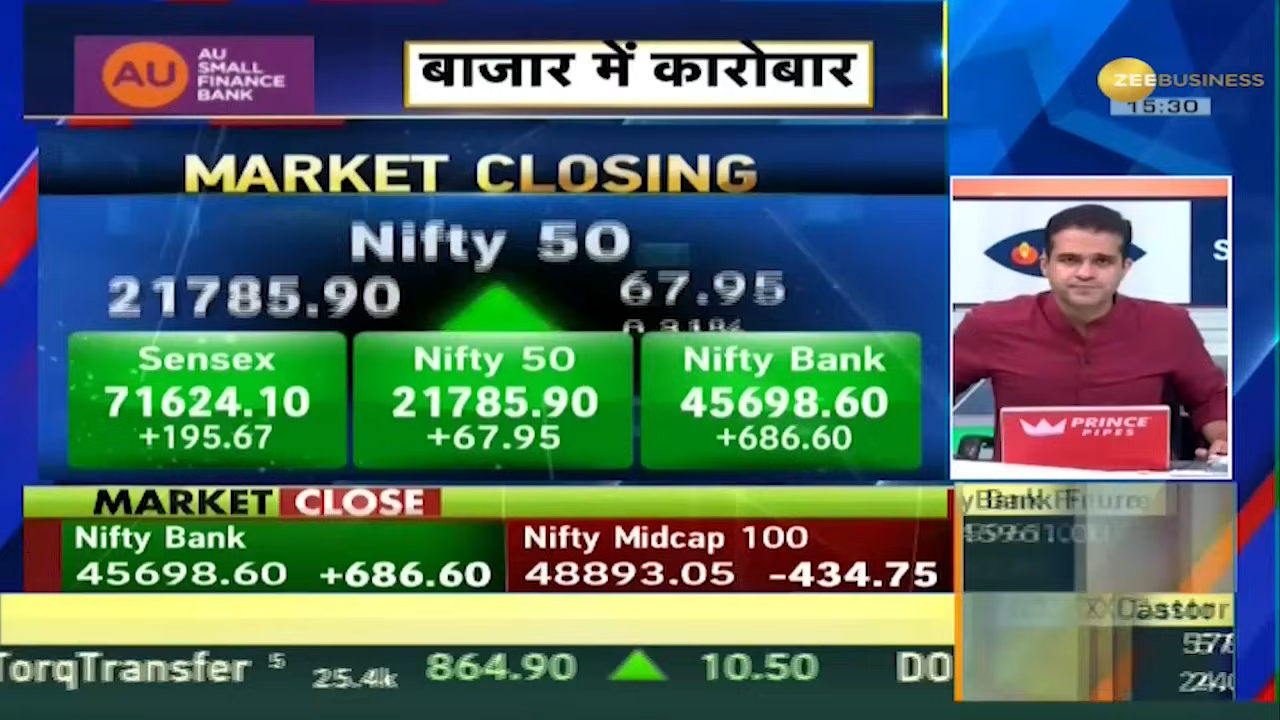 AU
AU
SMALL
FINANCE
BANK
बाजार में कारोबार
ZEEBUSINESS
15:30
MARKET CLOSING
Nifty 50
21785.90
67.95
Sensex
71624.10
+195.67
Nifty 50
21785.90
+67.95
Nifty Bank
45698.60
+686.60
PRINCE
PIPES
MARKET CLOSE
Nifty Bank
45698.60 +686.60
Nifty Midcap 100
48893.05 -434.75
TorqTransfer 5 25.4k 864.90 10.50 DO